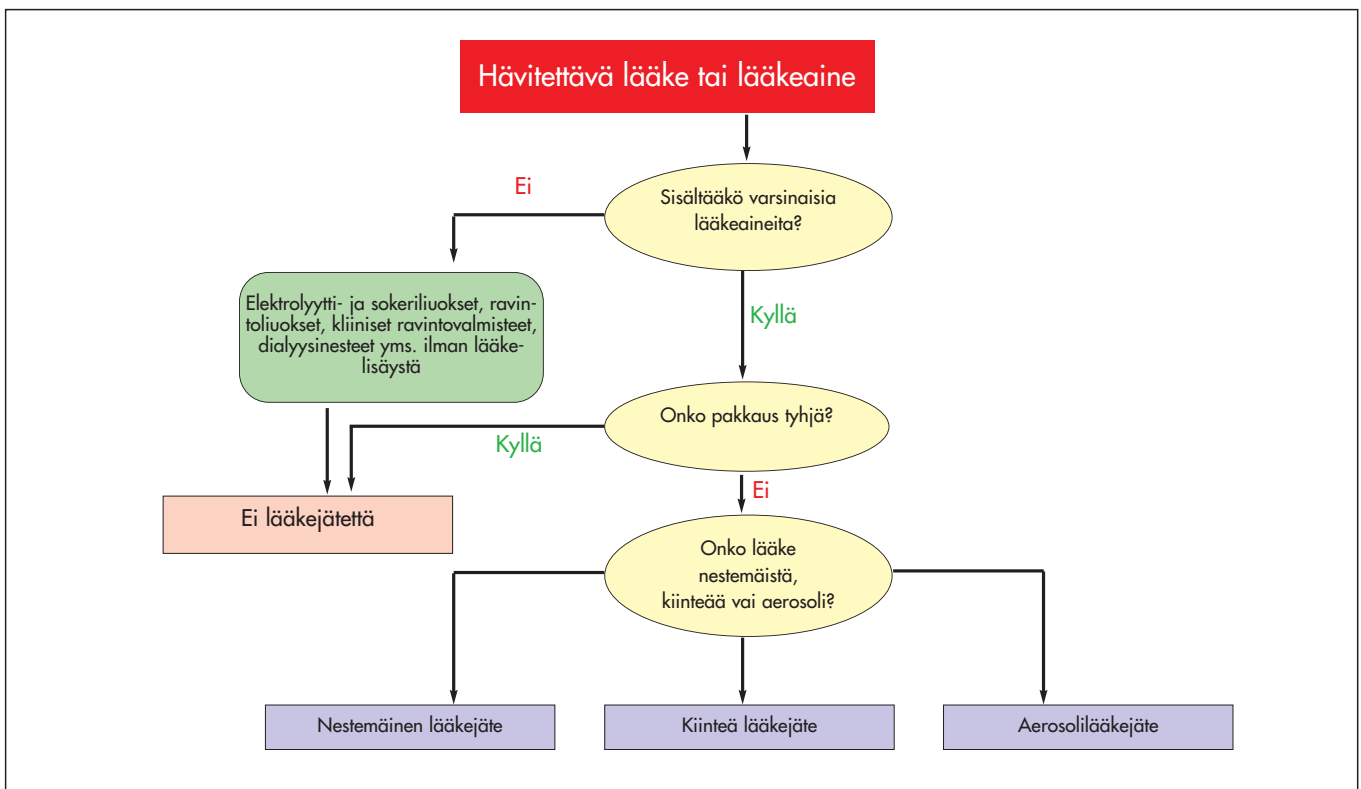 Hävitettävä lääke tai lääkeaine
Ei
Sisältääkö varsinaisia
lääkeaineita?
Elektrolyytti- ja sokeriliuokset, ravin-
toliuokset, kliiniset ravintovalmisteet,
dialyysinesteet yms. ilman lääke-
lisäystä
Kyllä
Onko pakkaus tyhjä?
Kyllä
Ei
Ei lääkejätettä
Onko lääke
nestemäistä,
kiinteää vai aerosoli?
Nestemäinen lääkejäte
Kiinteä lääkejäte
Aerosolilääkejäte